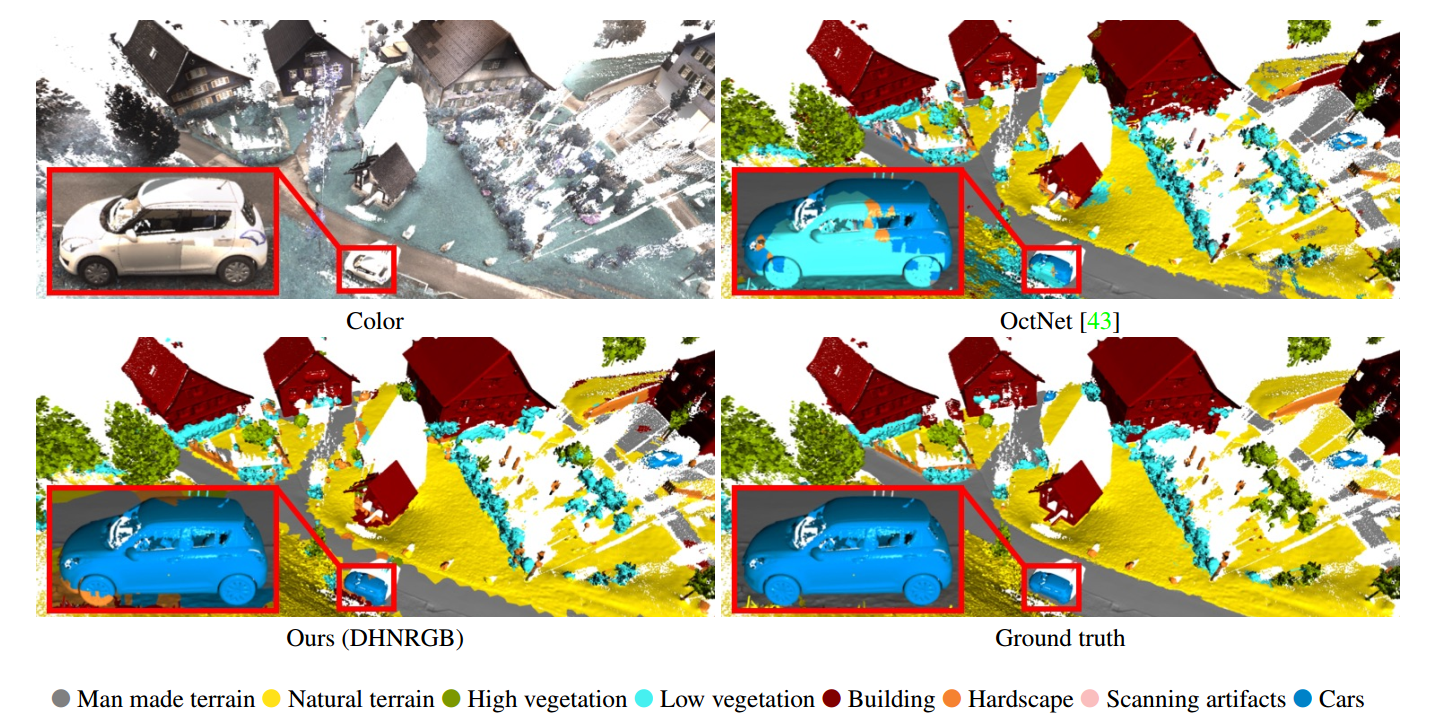 Color
OctNet [43]
Ours (DHNRGB)
Ground truth
Man made terrain Natural terrain High vegetation Low vegetation Building Hardscape Scanning artifacts Cars